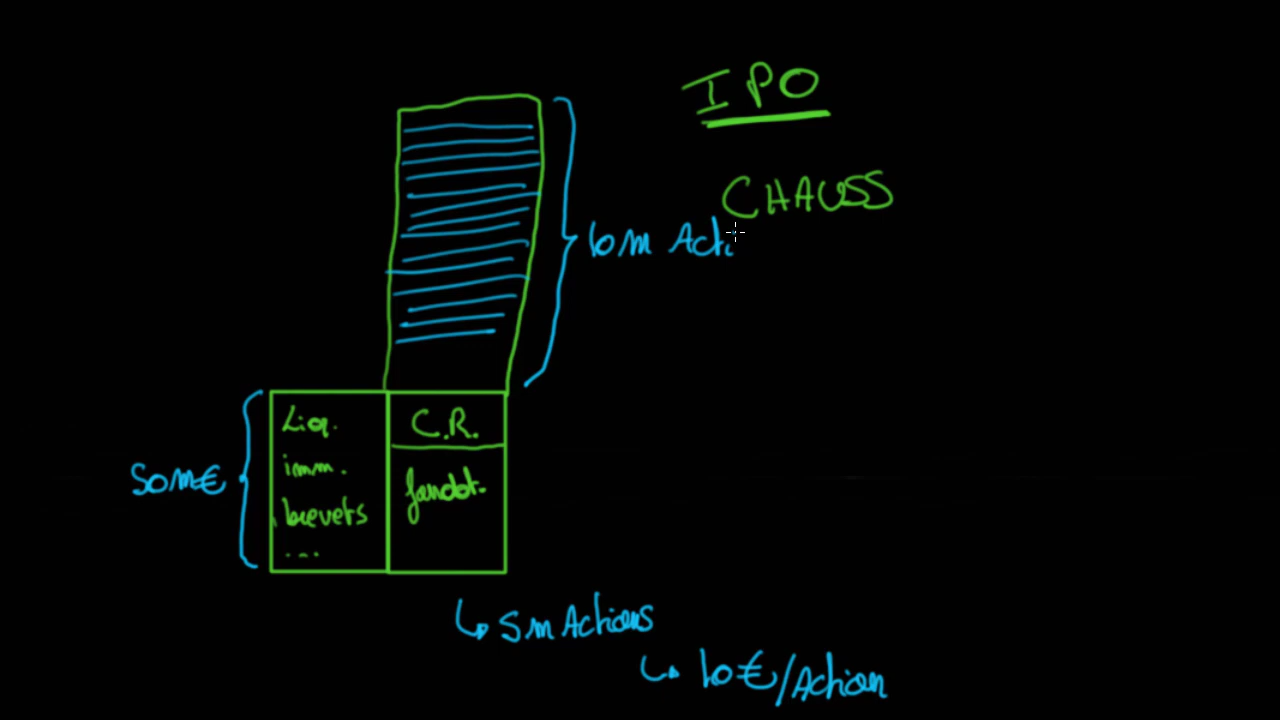 IPO
CHAUSS
10m Acti
Liq.
imm.
brevets
...
C.R.
fondat.
50m€
↳ 5m Actions
↳ 10€/Action